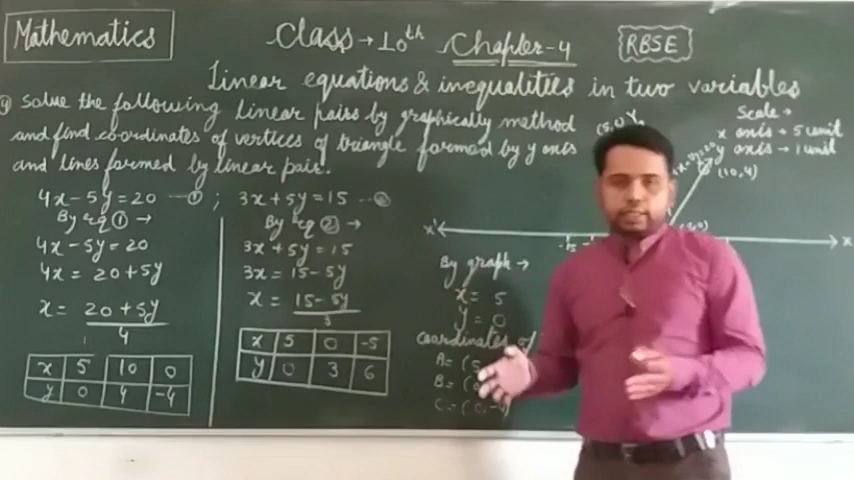 Mathematics
Class → 10th Chapter-4
RBSE
Linear equations & inequalities in two variables
Solve the following linear pairs by graphically method
and find coordinates of vertices of triangle formed by y axis
and lines formed by linear pair.
4x-5y=20 —①; 3x+5y=15 —②
By eq ① →
4x-5y=20
4x = 20+5y
x = 20+5y
4
x 5 10 0
y 0 4 -4
By eq ② →
3x+5y=15
3x=15-5y
x = 15-5y
3
x 5 0 -5
y 0 3 6
Scale →
x axis → 5 unit
y axis → 1 unit
(10,4)
x'
x
-15
By graph →
x = 5
y = 0
coordinates of
A= (5
B= (
C= (0,-4)